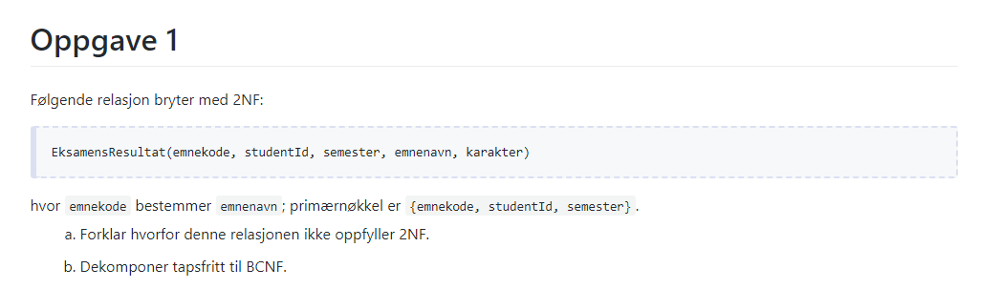 Oppgave 1
Følgende relasjon bryter med 2NF:
EksamensResultat(emnekode, studentId, semester, emnenavn, karakter)
hvor emnekode bestemmer emnenavn; primærnøkkel er {emnekode, studentId, semester}.
a. Forklar hvorfor denne relasjonen ikke oppfyller 2NF.
b. Dekomponer tapsfritt til BCNF.